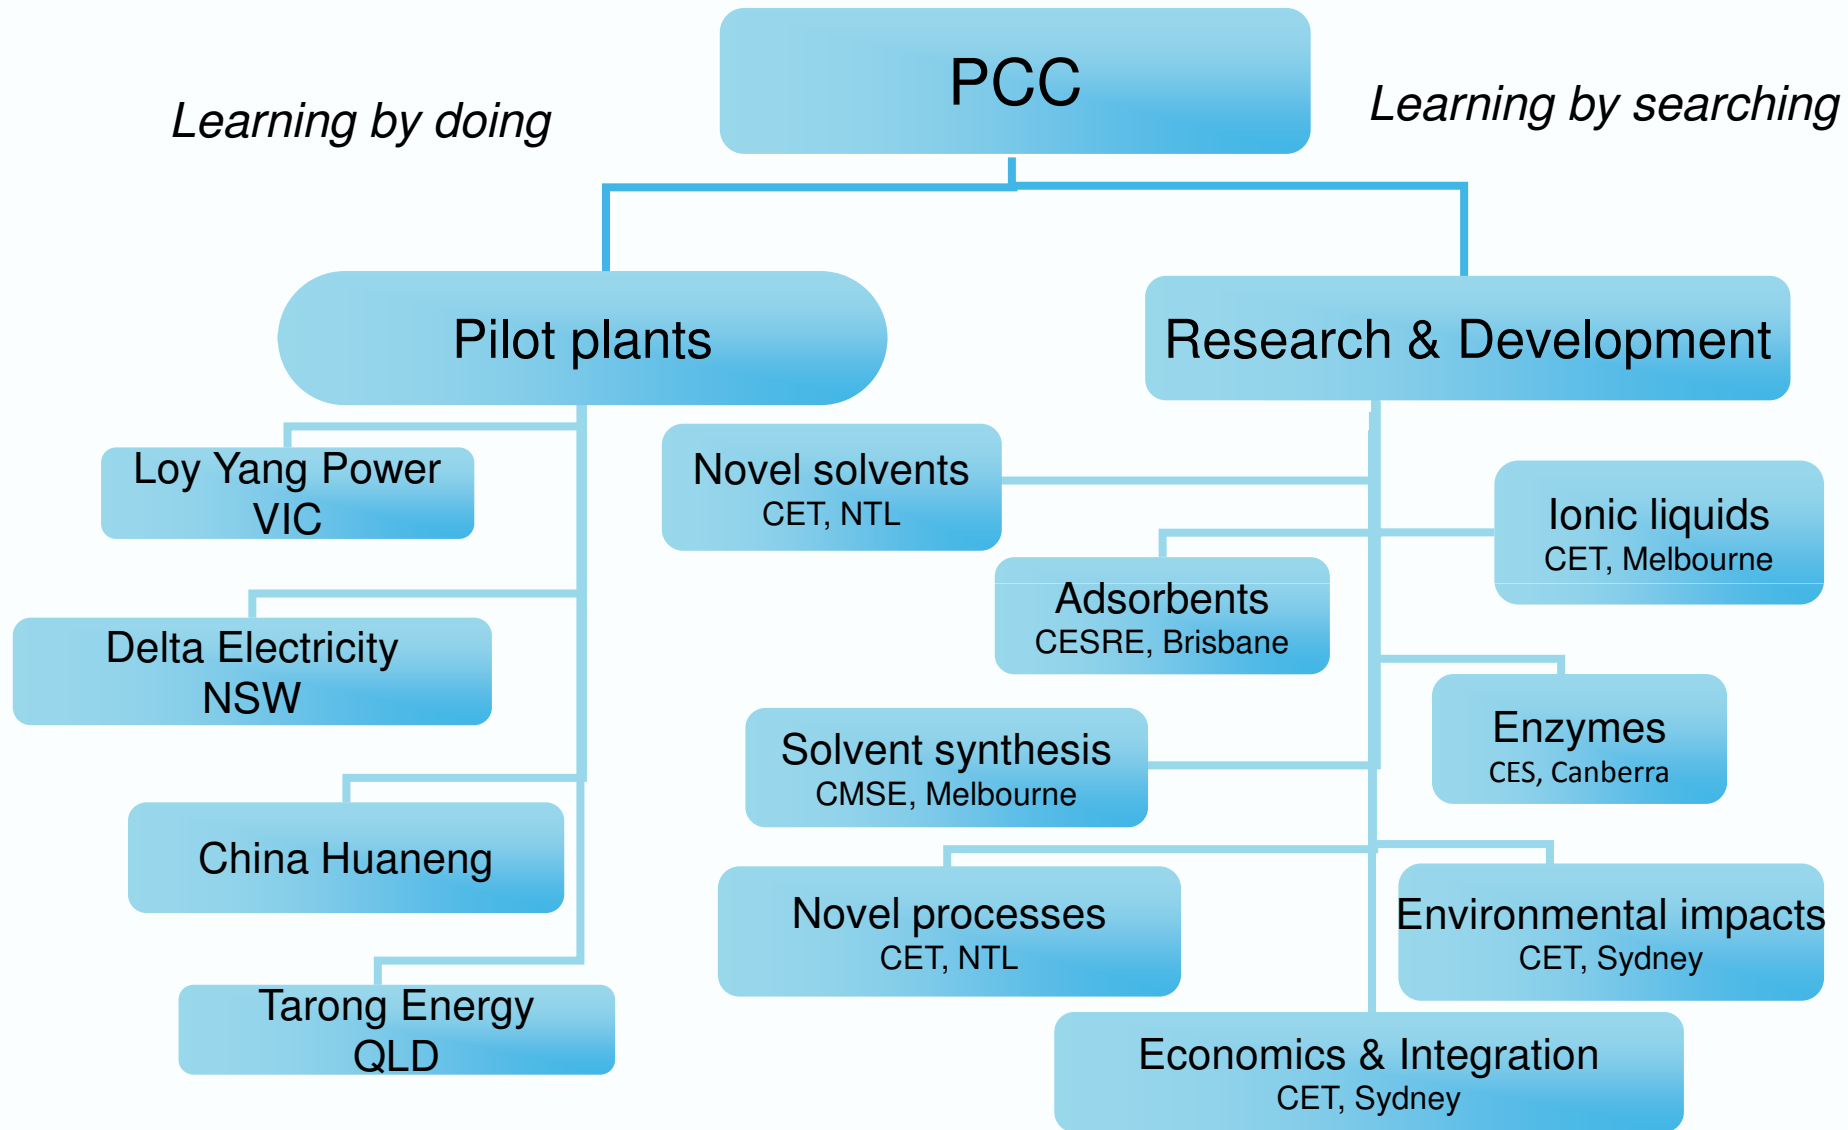 PCC
Learning by doing
Learning by searching
Pilot plants
Research & Development
Loy Yang Power
VIC
Delta Electricity
NSW
China Huaneng
Tarong Energy
QLD
Novel solvents
CET, NTL
Ionic liquids
CET, Melbourne
Adsorbents
CESRE, Brisbane
Enzymes
CES, Canberra
Solvent synthesis
CMSE, Melbourne
Novel processes
CET, NTL
Environmental impacts
CET, Sydney
Economics & Integration
CET, Sydney